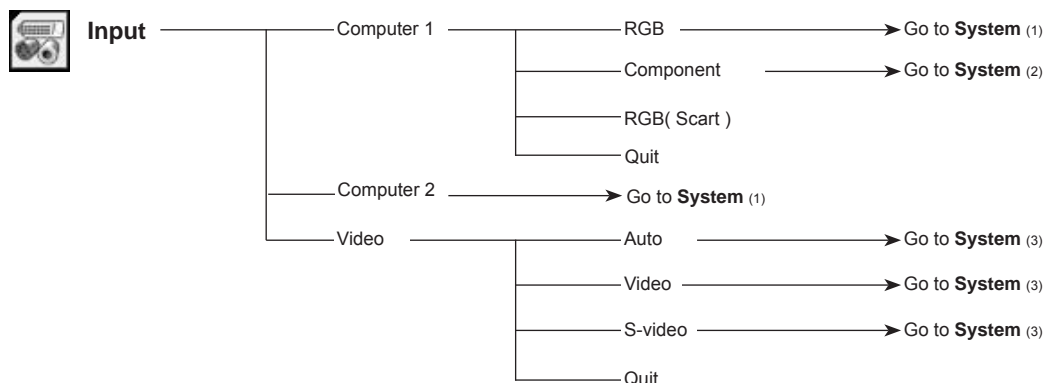 Input Computer 1 RGB Go to System (1)
Component Go to System (2)
RGB( Scart )
Quit
Computer 2 Go to System (1)
Video Auto Go to System (3)
Video Go to System (3)
S-video Go to System (3)
Quit